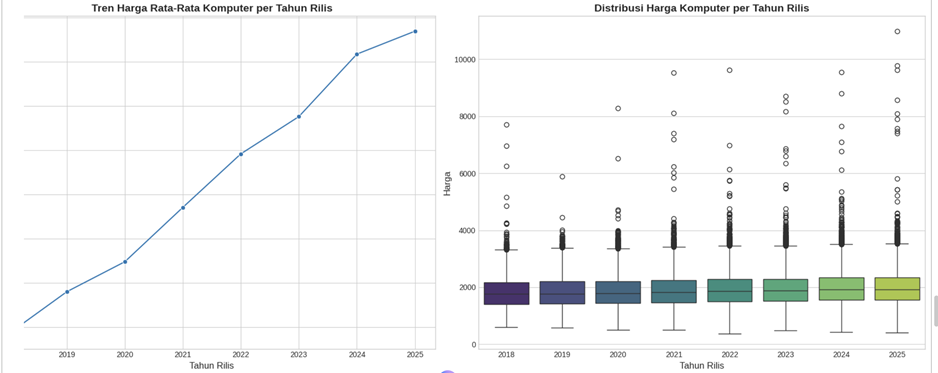 Tren Harga Rata-Rata Komputer per Tahun Rilis
2019 2020 2021 2022 2023 2024 2025
Tahun Rilis
Distribusi Harga Komputer per Tahun Rilis
Harga
10000
8000
6000
4000
2000
0
2018 2019 2020 2021 2022 2023 2024 2025
Tahun Rilis